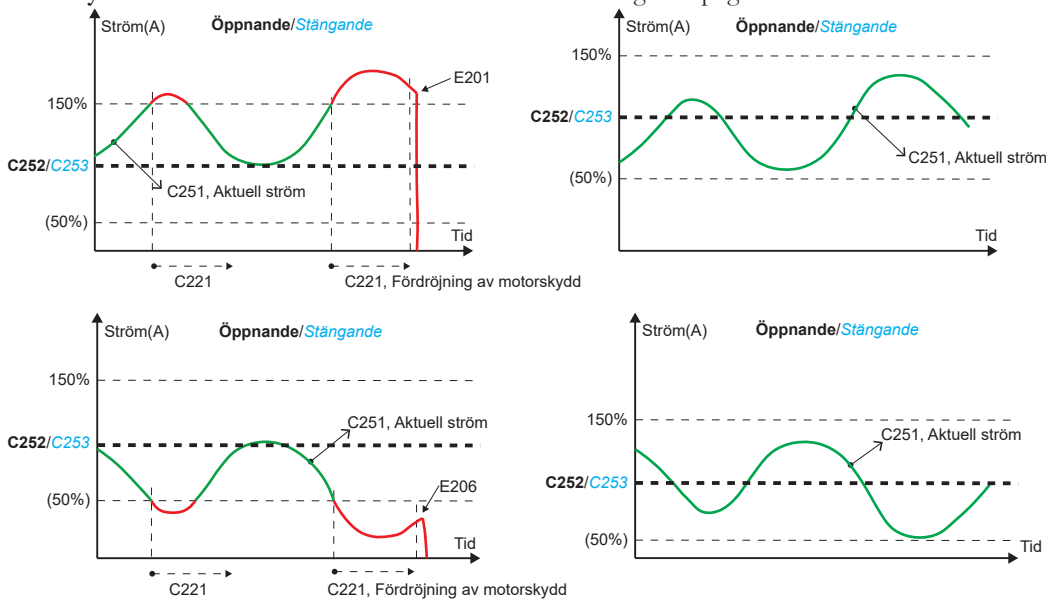 Ström(A)
Öppnande/Stängande
E201
150%
C252/C253
C251, Aktuell ström
(50%)
Tid
C221
C221, Fördröjning av motorskydd
Ström(A)
Öppnande/Stängande
150%
C252/C253
C251, Aktuell ström
(50%)
Tid
Ström(A)
Öppnande/Stängande
150%
C251, Aktuell ström
C252/C253
E206
(50%)
Tid
C221
C221, Fördröjning av motorskydd
Ström(A)
Öppnande/Stängande
150%
C251, Aktuell ström
C252/C253
(50%)
Tid